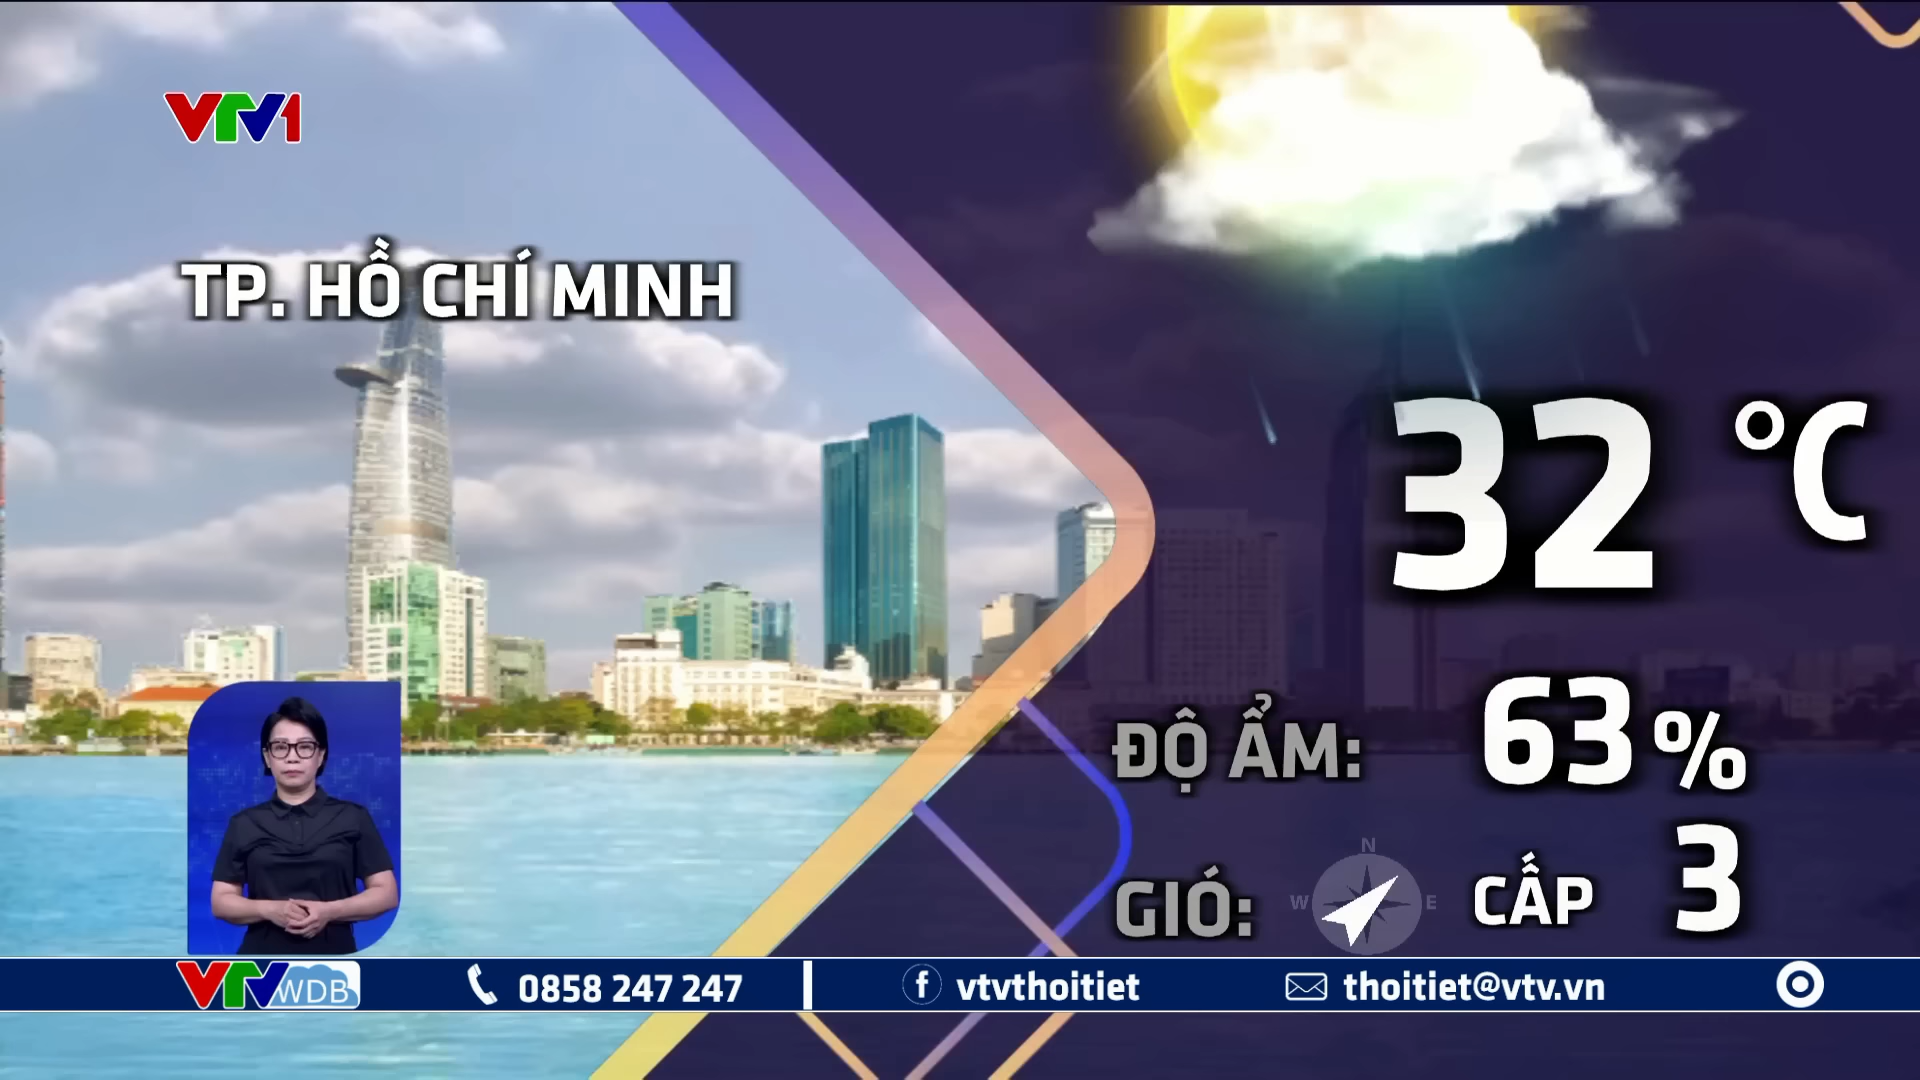 VTV1
TP. HỒ CHÍ MINH
32 °C
ĐỘ ẨM: 63%
N
GIÓ: W E CẤP 3
VTV WDB 0858 247 247 vtvthoitiet thoitiet@vtv.vn